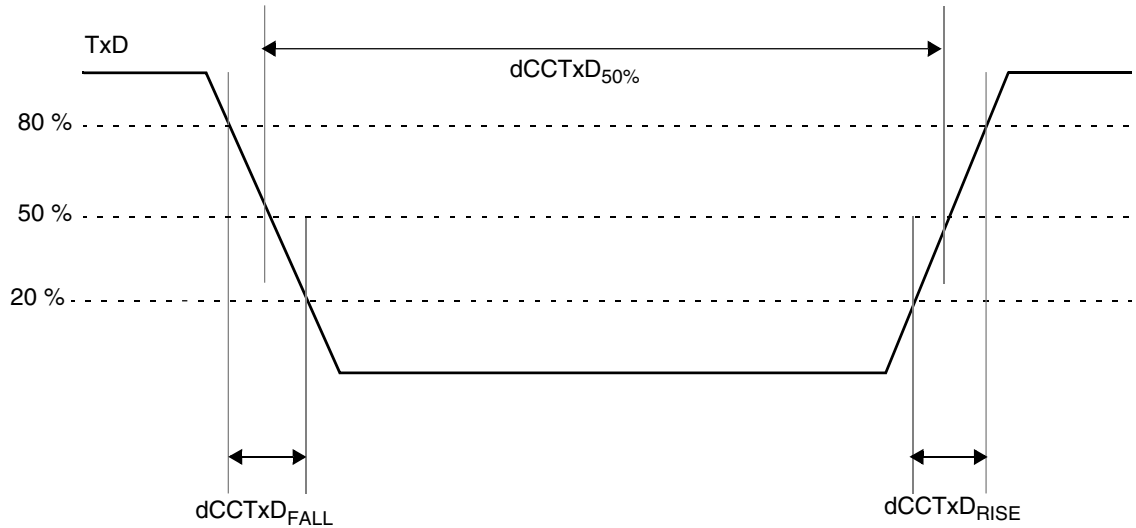 TxD
dCCTxD50%
80 %
50 %
20 %
dCCTxDFALL
dCCTxDRISE